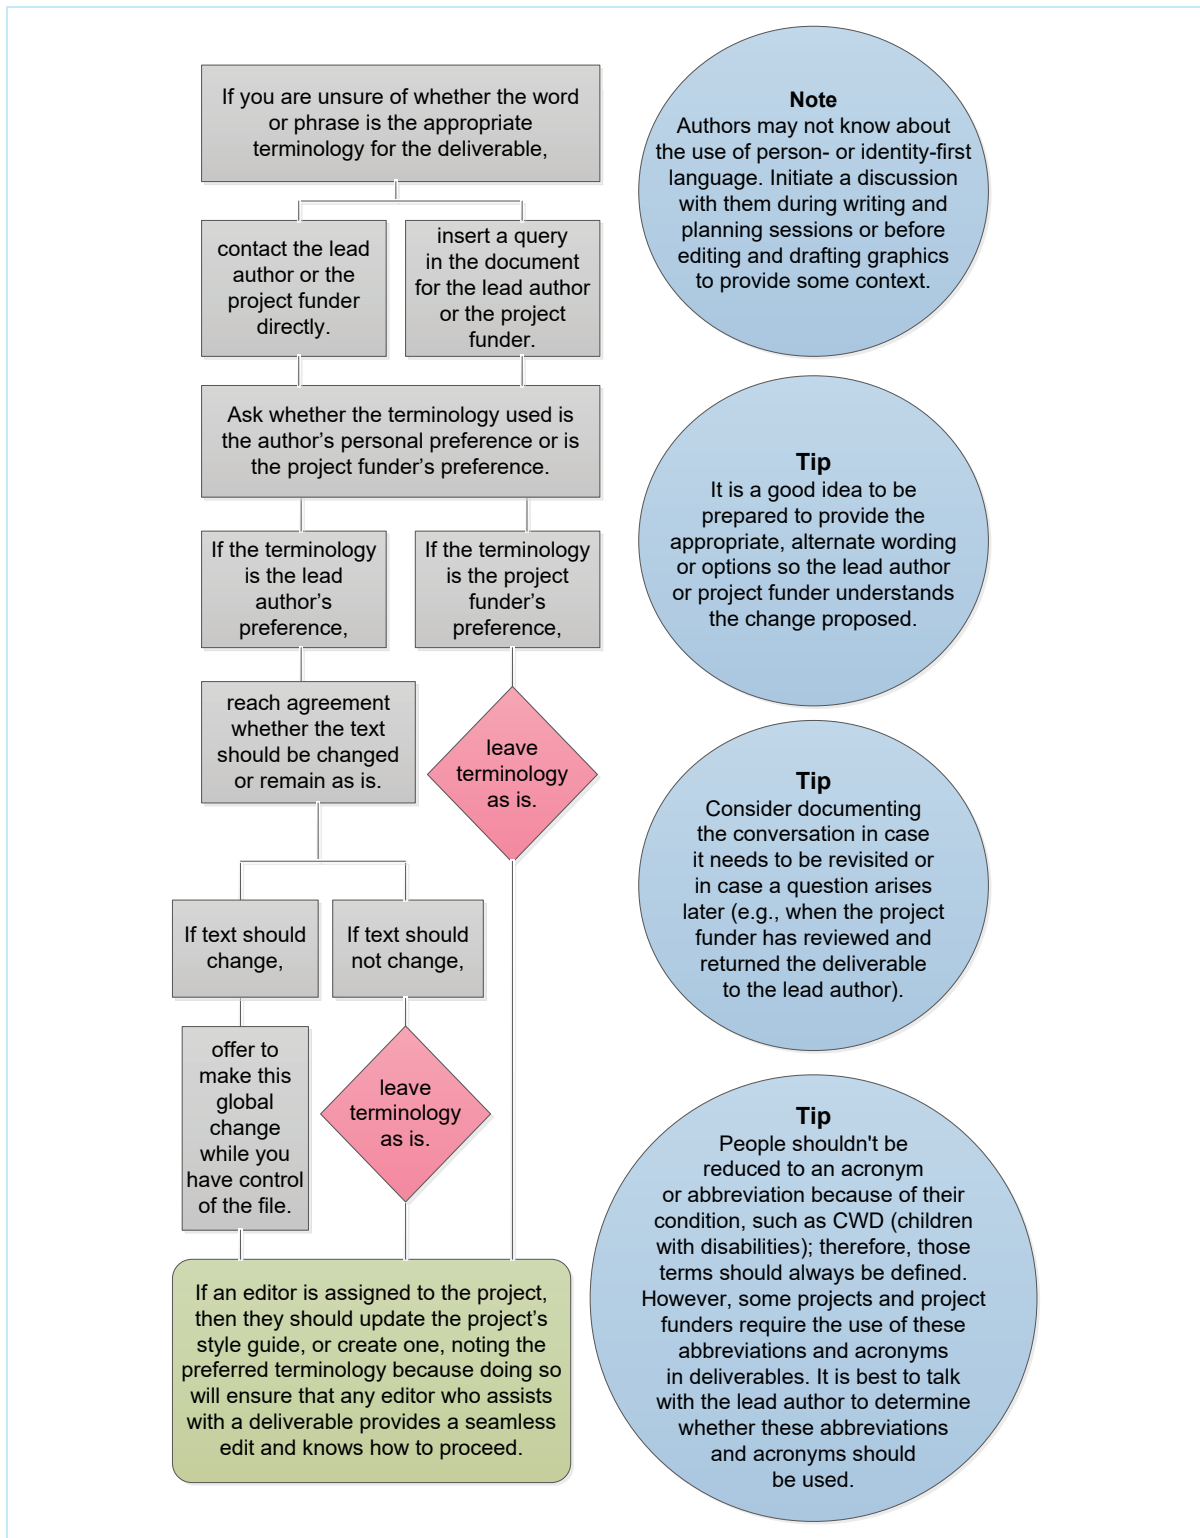 If you are unsure of whether the word
or phrase is the appropriate
terminology for the deliverable,
contact the lead
author or the
project funder
directly.
insert a query
in the document
for the lead author
or the project
funder.
Ask whether the terminology used is
the author’s personal preference or is
the project funder’s preference.
If the terminology
is the lead
author’s
preference,
If the terminology
is the project
funder’s
preference,
reach agreement
whether the text
should be changed
or remain as is.
leave
terminology
as is.
If text should
change,
If text should
not change,
offer to
make this
global
change
while you
have control
of the file.
leave
terminology
as is.
If an editor is assigned to the project,
then they should update the project’s
style guide, or create one, noting the
preferred terminology because doing so
will ensure that any editor who assists
with a deliverable provides a seamless
edit and knows how to proceed.
Note
Authors may not know about
the use of person- or identity-first
language. Initiate a discussion
with them during writing and
planning sessions or before
editing and drafting graphics
to provide some context.
Tip
It is a good idea to be
prepared to provide the
appropriate, alternate wording
or options so the lead author
or project funder understands
the change proposed.
Tip
Consider documenting
the conversation in case
it needs to be revisited or
in case a question arises
later (e.g., when the project
funder has reviewed and
returned the deliverable
to the lead author).
Tip
People shouldn't be
reduced to an acronym
or abbreviation because of their
condition, such as CWD (children
with disabilities); therefore, those
terms should always be defined.
However, some projects and project
funders require the use of these
abbreviations and acronyms
in deliverables. It is best to talk
with the lead author to determine
whether these abbreviations
and acronyms should
be used.